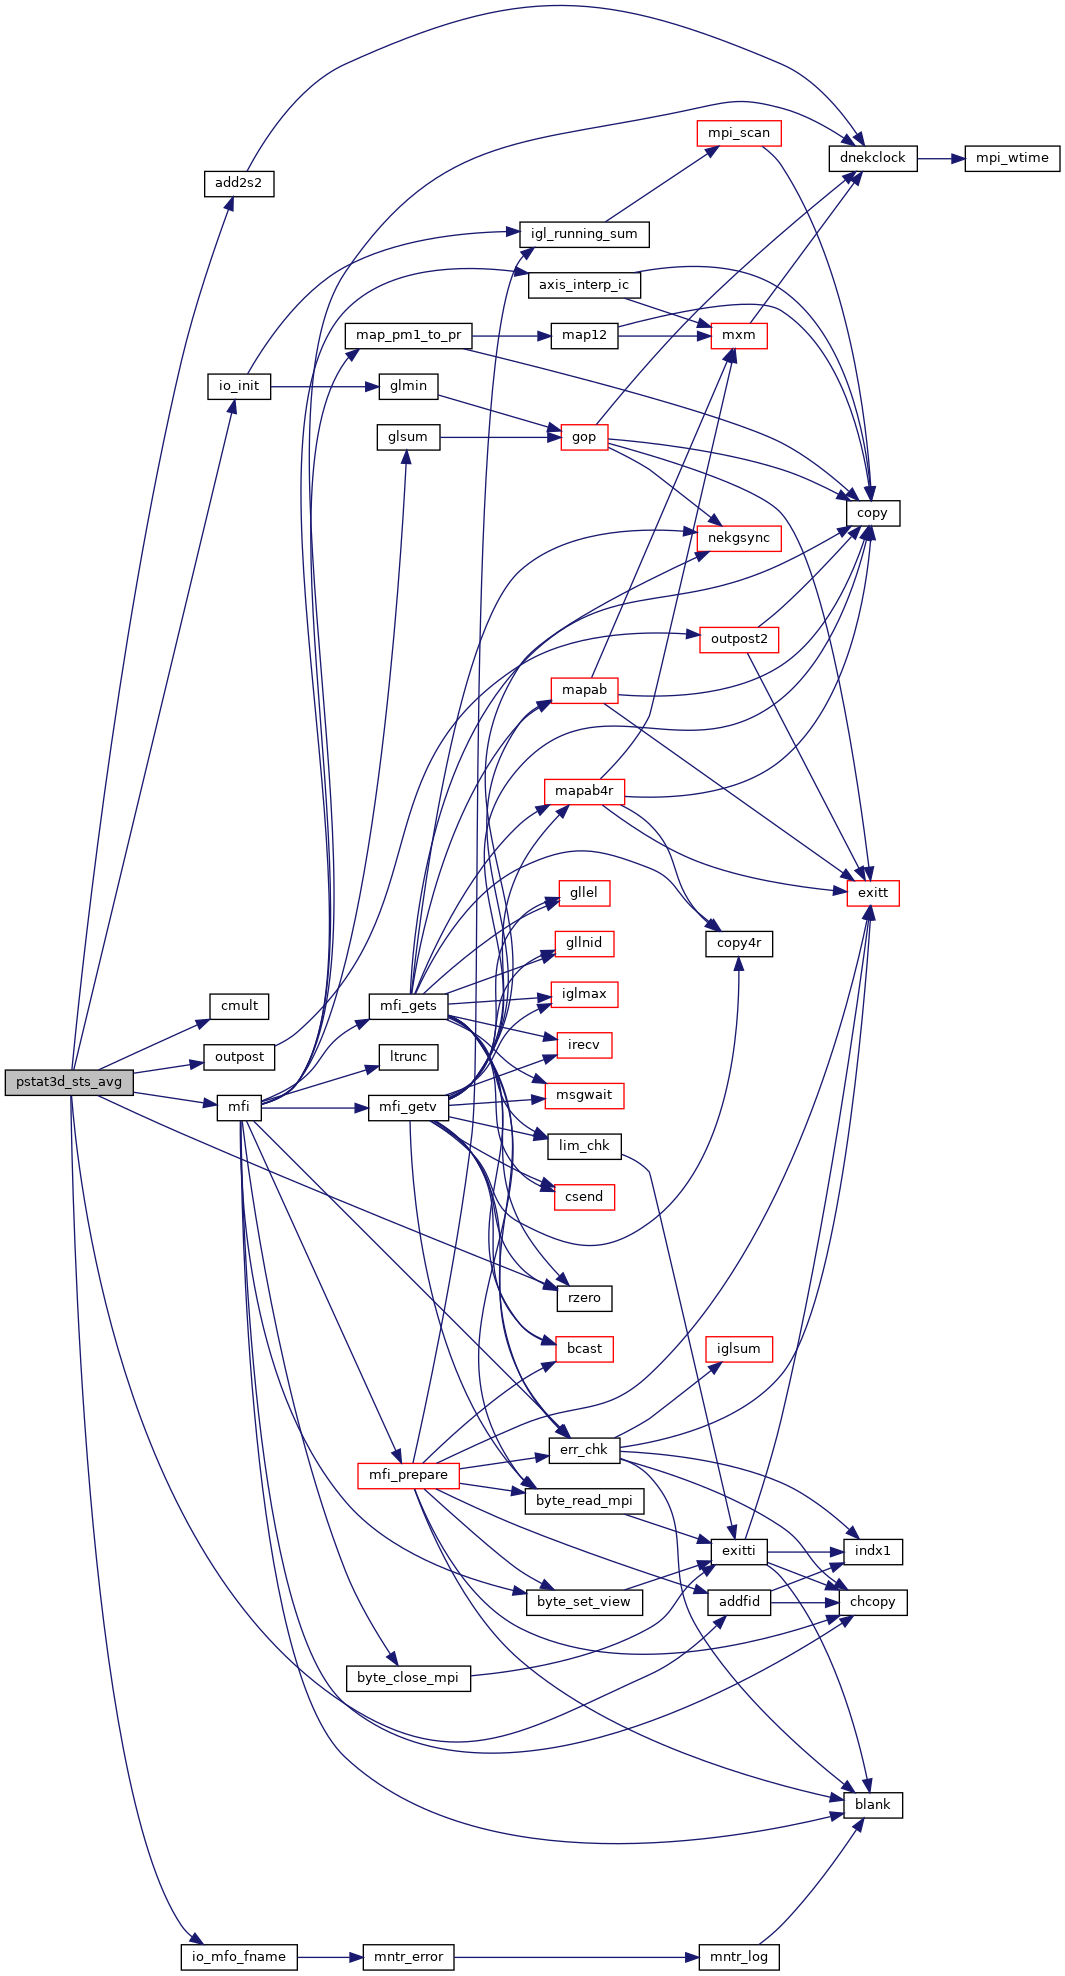 mpi_scan
dnekclock
mpi_wtime
add2s2
igl_running_sum
axis_interp_ic
map_pm1_to_pr
map12
mxm
io_init
glmin
glsum
gop
copy
nekgsync
outpost2
mapab
mapab4r
gllel
exitt
gllnid
copy4r
iglmax
cmult
mfi_gets
irecv
outpost
ltrunc
pstat3d_sts_avg
msgwait
mfi
mfi_getv
lim_chk
csend
rzero
bcast
iglsum
err_chk
mfi_prepare
byte_read_mpi
exitti
indx1
byte_set_view
addfid
chcopy
byte_close_mpi
blank
io_mfo_fname
mntr_error
mntr_log